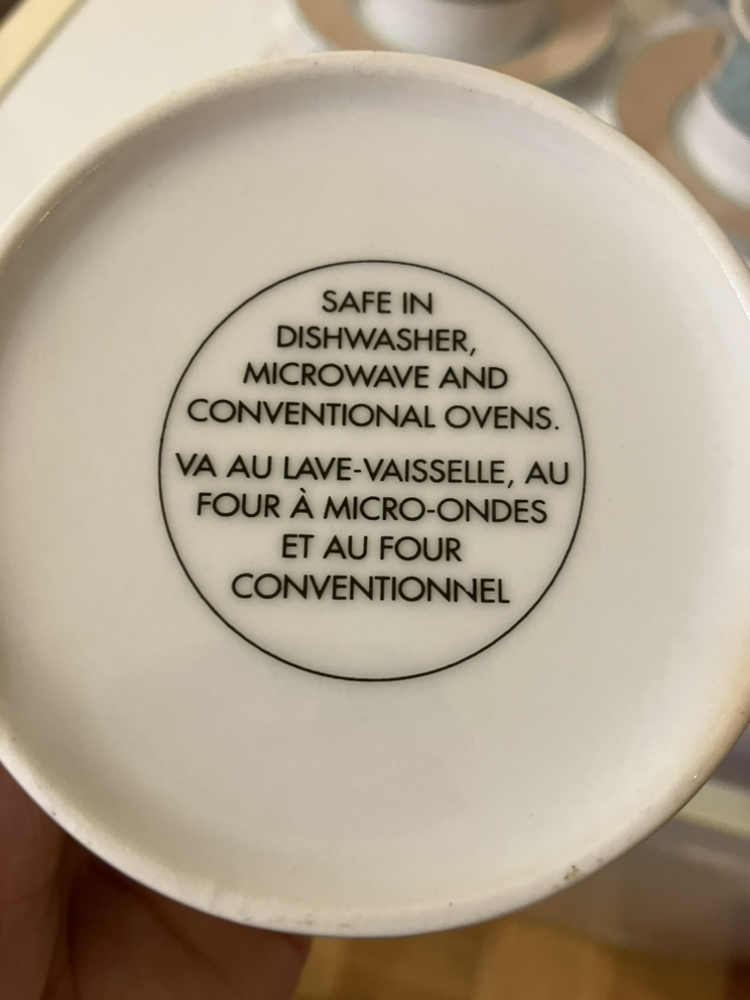 SAFE IN
DISHWASHER,
MICROWAVE AND
CONVENTIONAL OVENS.
VA AU LAVE-VAISSELLE, AU
FOUR À MICRO-ONDES
ET AU FOUR
CONVENTIONNEL